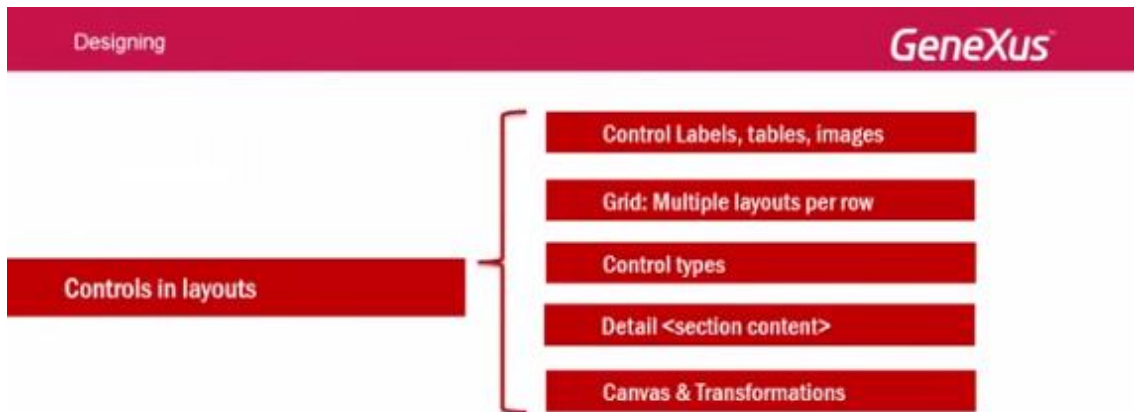 Designing
GeneXus
Control Labels, tables, images
Grid: Multiple layouts per row
Control types
Controls in layouts
Detail <section content>
Canvas & Transformations